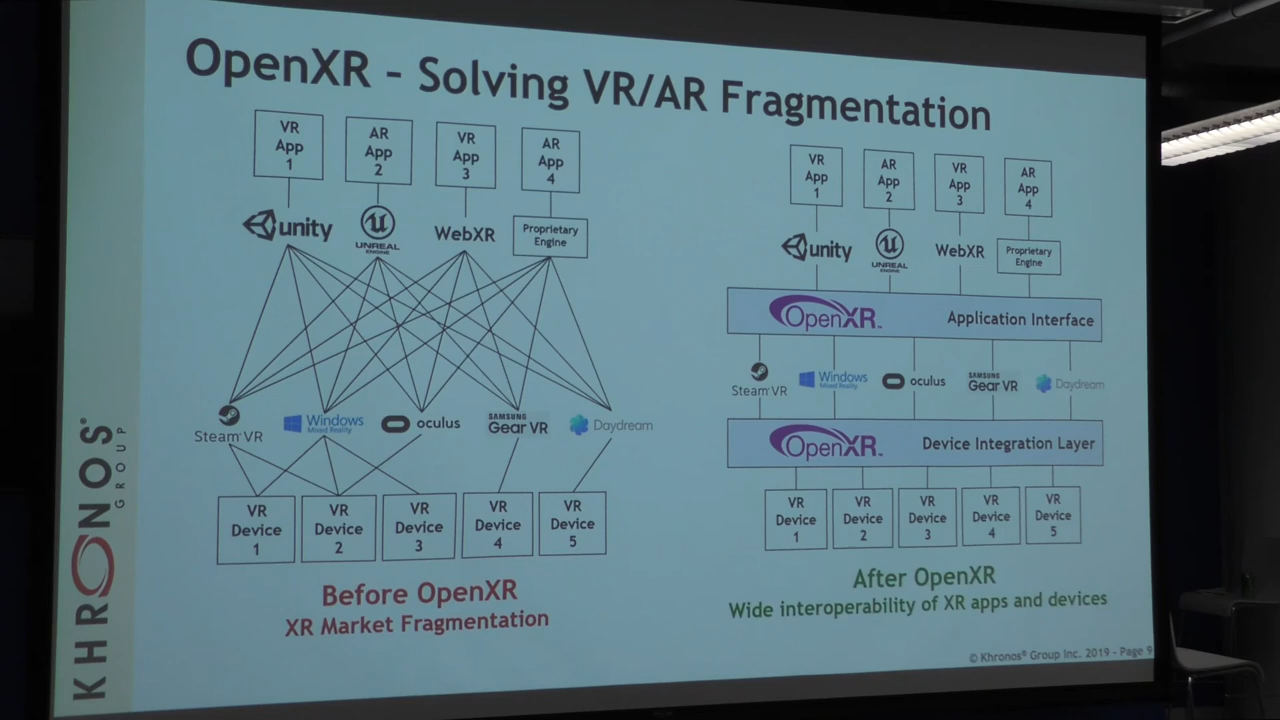 OpenXR – Solving VR/AR Fragmentation
VR
App
1
AR
App
2
VR
App
3
AR
App
4
unity
UNREAL
ENGINE
WebXR
Proprietary
Engine
SteamVR
Windows
Mixed Reality
oculus
SAMSUNG
Gear VR
Daydream
VR
Device
1
VR
Device
2
VR
Device
3
VR
Device
4
VR
Device
5
Before OpenXR
XR Market Fragmentation
VR
App
1
AR
App
2
VR
App
3
AR
App
4
unity
UNREAL
ENGINE
WebXR
Proprietary
Engine
OpenXR™ Application Interface
SteamVR
Windows
Mixed Reality
oculus
SAMSUNG
Gear VR
Daydream
OpenXR™ Device Integration Layer
VR
Device
1
VR
Device
2
VR
Device
3
VR
Device
4
VR
Device
5
After OpenXR
Wide interoperability of XR apps and devices
KHRONOS®
GROUP
© Khronos® Group Inc. 2019 - Page 9